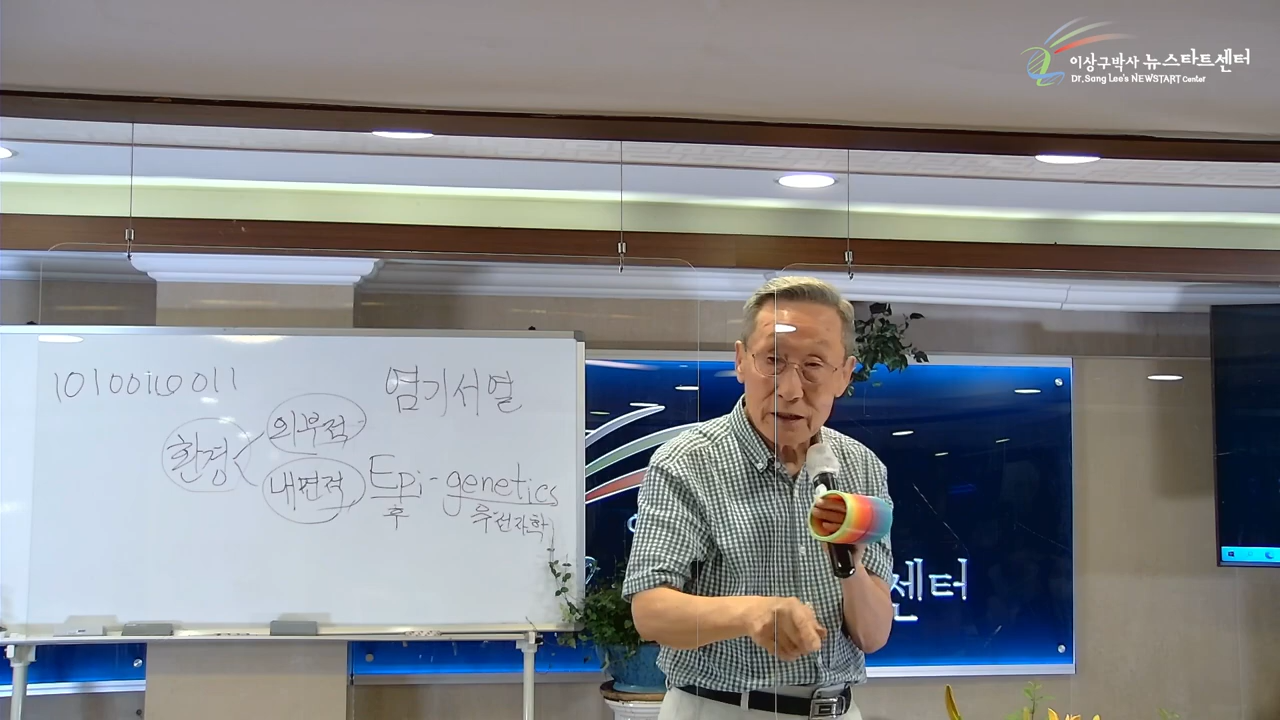 이상구박사 뉴스타트센터
Dr. Sang Lee's NEWSTART Center
1010010011 염기서열
환경 외부적
내면적 Epi-genetics
후 유전자학
센터